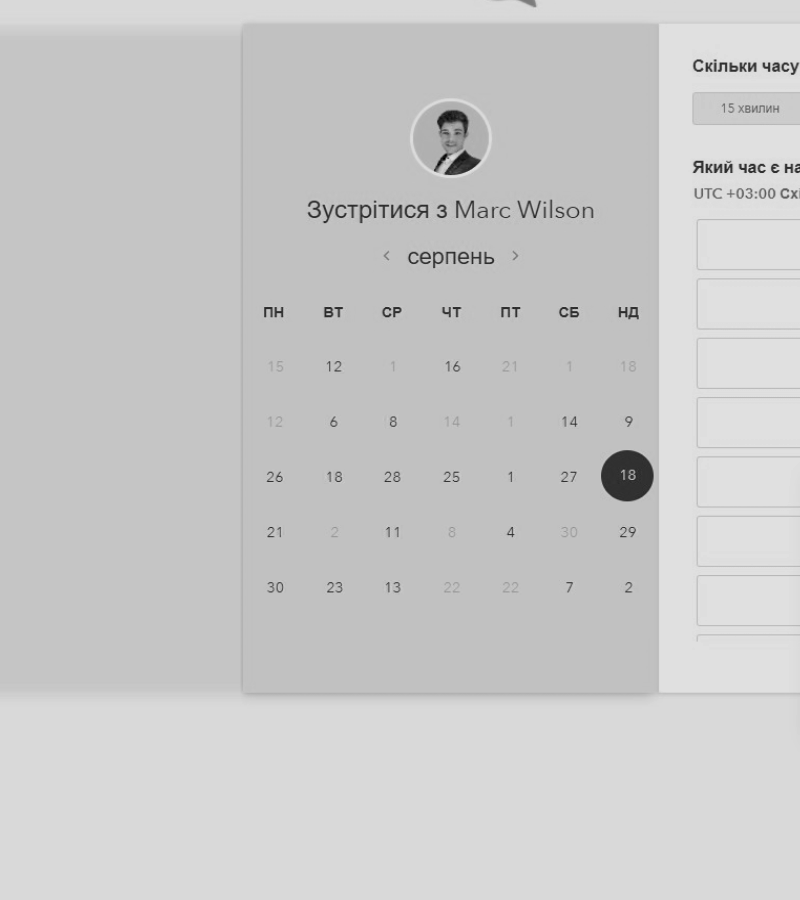 Зустрітися з Marc Wilson
серпень
ПН ВТ СР ЧТ ПТ СБ НД
15 12 1 16 21 1 18
12 6 8 14 1 14 9
26 18 28 25 1 27 18
21 2 11 8 4 30 29
30 23 13 22 22 7 2
Скільки часу
15 хвилин
Який час є на
UTC +03:00 Схі